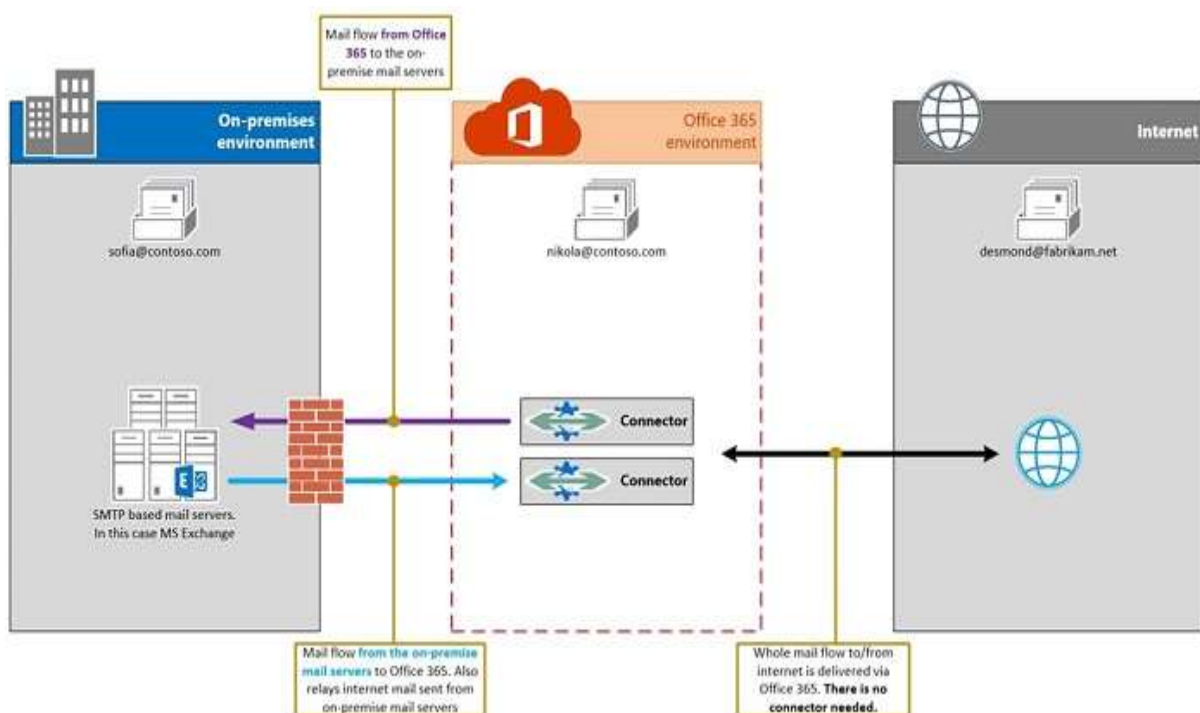 Mail flow from Office
365 to the on-
premise mail servers
On-premises
environment
Office 365
environment
Internet
sofia@contoso.com
nikola@contoso.com
desmond@fabrikam.net
Connector
Connector
SMTP based mail servers.
In this case MS Exchange
E
Mail flow from the on-premise
mail servers to Office 365. Also
relays internet mail sent from
on-premise mail servers
Whole mail flow to/from
internet is delivered via
Office 365. There is no
connector needed.